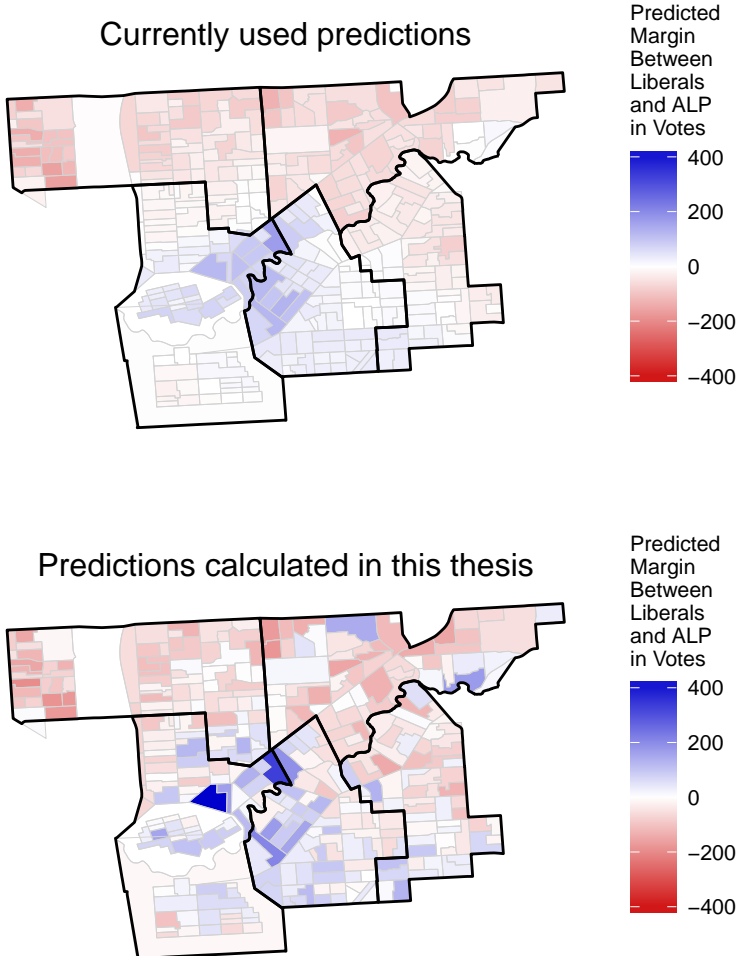 Currently used predictions
Predicted
Margin
Between
Liberals
and ALP
in Votes
400
200
0
−200
−400
Predictions calculated in this thesis
Predicted
Margin
Between
Liberals
and ALP
in Votes
400
200
0
−200
−400